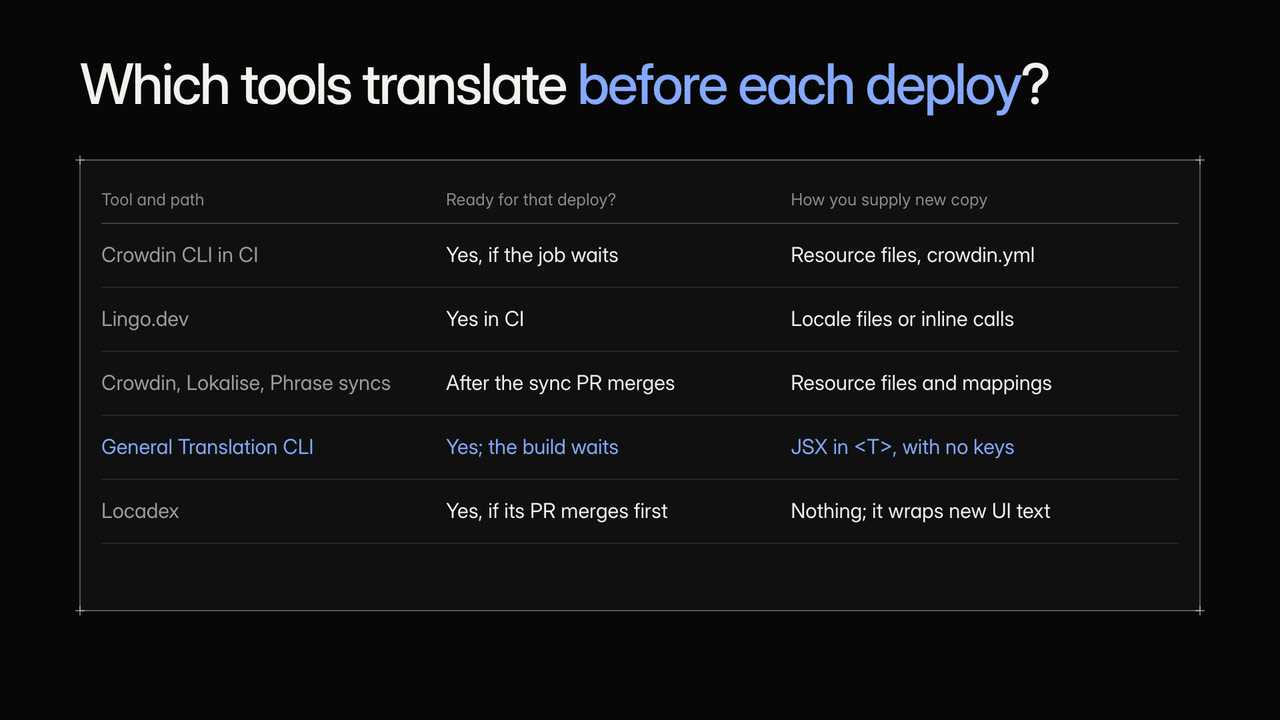 Which tools translate before each deploy?
Tool and path Ready for that deploy? How you supply new copy
Crowdin CLI in CI Yes, if the job waits Resource files, crowdin.yml
Lingo.dev Yes in CI Locale files or inline calls
Crowdin, Lokalise, Phrase syncs After the sync PR merges Resource files and mappings
General Translation CLI Yes; the build waits JSX in <T>, with no keys
Locadex Yes, if its PR merges first Nothing; it wraps new UI text